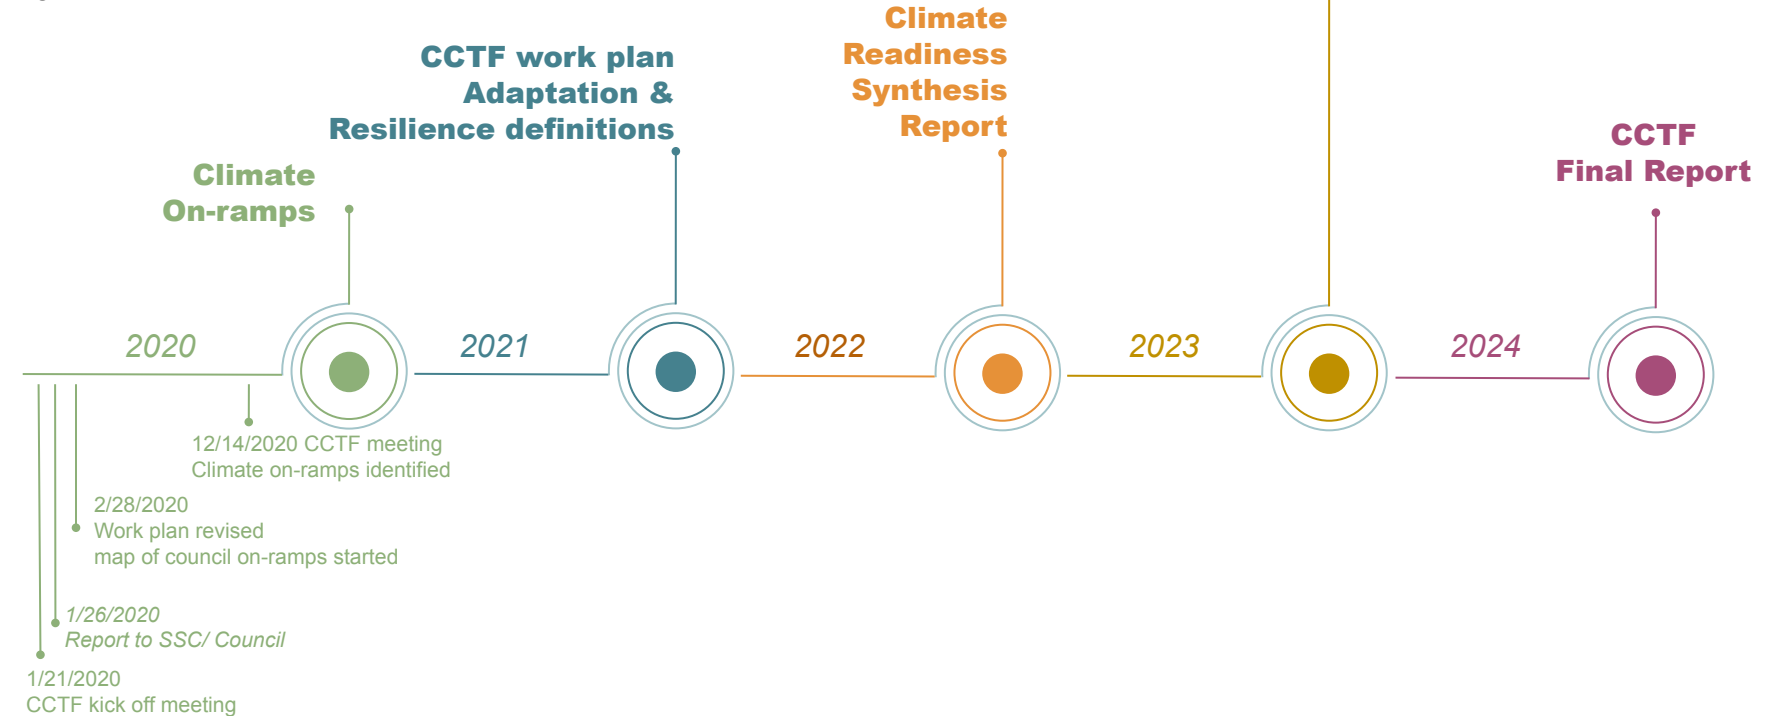 Climate
Readiness
Synthesis
Report
CCTF work plan
Adaptation &
Resilience definitions
CCTF
Final Report
Climate
On-ramps
2020
2021
2022
2023
2024
12/14/2020 CCTF meeting
Climate on-ramps identified
2/28/2020
Work plan revised
map of council on-ramps started
1/26/2020
Report to SSC/ Council
1/21/2020
CCTF kick off meeting